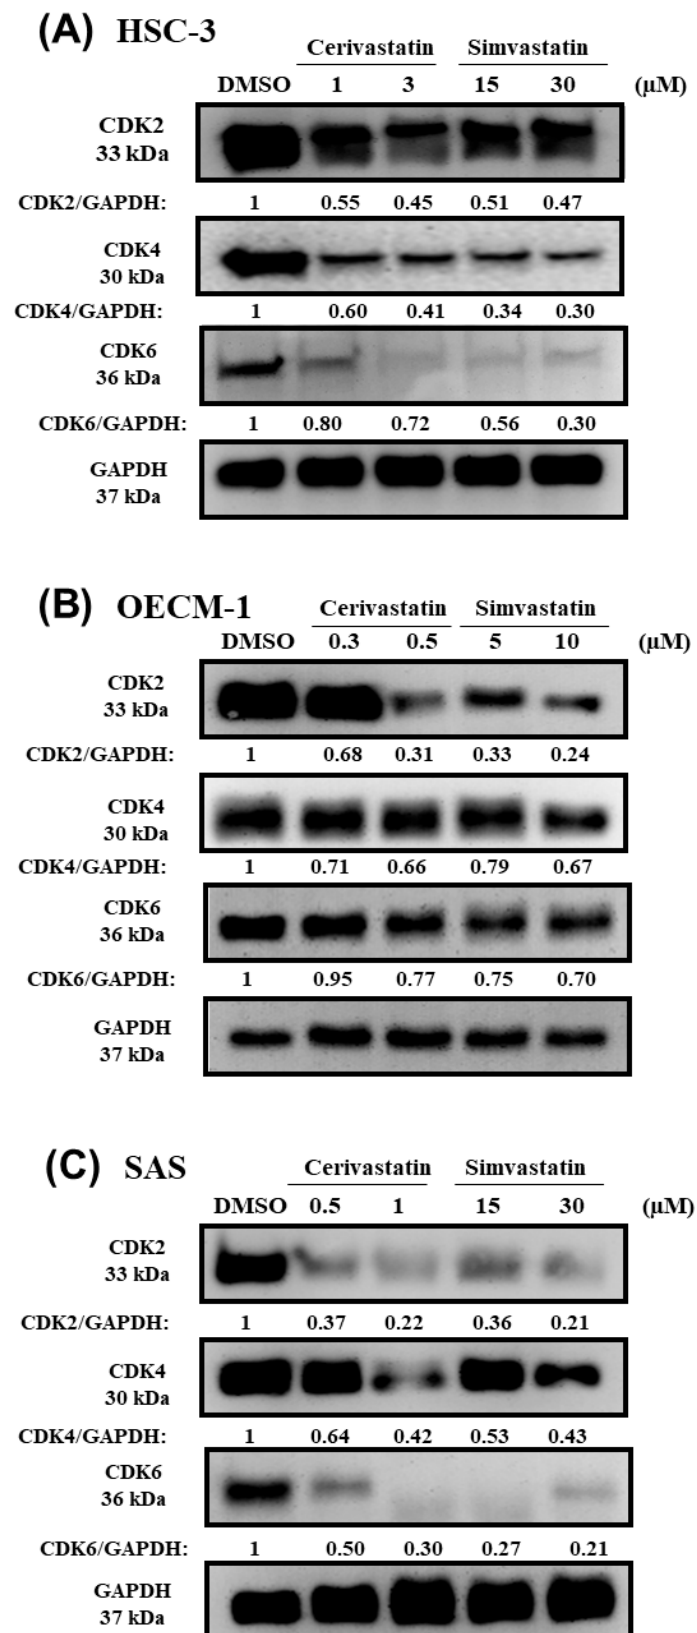 (A) HSC-3
Cerivastatin Simvastatin
DMSO 1 3 15 30 (μM)
CDK2
33 kDa
CDK2/GAPDH: 1 0.55 0.45 0.51 0.47
CDK4
30 kDa
CDK4/GAPDH: 1 0.60 0.41 0.34 0.30
CDK6
36 kDa
CDK6/GAPDH: 1 0.80 0.72 0.56 0.30
GAPDH
37 kDa
(B) OECM-1
Cerivastatin Simvastatin
DMSO 0.3 0.5 5 10 (μM)
CDK2
33 kDa
CDK2/GAPDH: 1 0.68 0.31 0.33 0.24
CDK4
30 kDa
CDK4/GAPDH: 1 0.71 0.66 0.79 0.67
CDK6
36 kDa
CDK6/GAPDH: 1 0.95 0.77 0.75 0.70
GAPDH
37 kDa
(C) SAS
Cerivastatin Simvastatin
DMSO 0.5 1 15 30 (μM)
CDK2
33 kDa
CDK2/GAPDH: 1 0.37 0.22 0.36 0.21
CDK4
30 kDa
CDK4/GAPDH: 1 0.64 0.42 0.53 0.43
CDK6
36 kDa
CDK6/GAPDH: 1 0.50 0.30 0.27 0.21
GAPDH
37 kDa